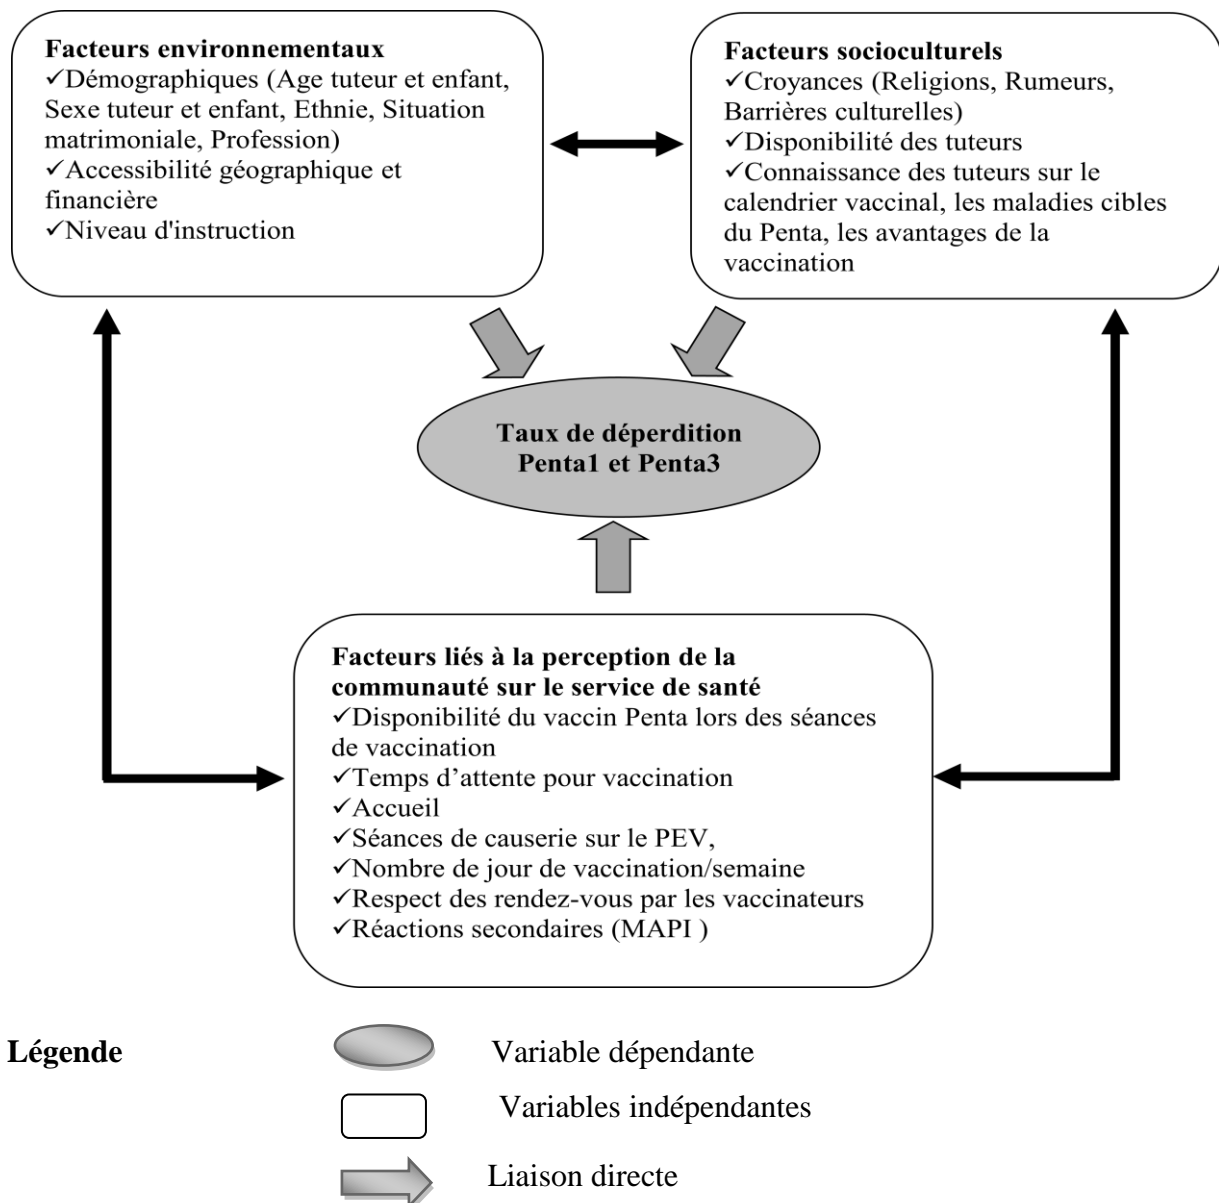 Facteurs environnementaux
✓Démographiques (Age tuteur et enfant,
Sexe tuteur et enfant, Ethnie, Situation
matrimoniale, Profession)
✓Accessibilité géographique et
financière
✓Niveau d'instruction
Facteurs socioculturels
✓Croyances (Religions, Rumeurs,
Barrières culturelles)
✓Disponibilité des tuteurs
✓Connaissance des tuteurs sur le
calendrier vaccinal, les maladies cibles
du Penta, les avantages de la
vaccination
Taux de déperdition
Penta1 et Penta3
Facteurs liés à la perception de la
communauté sur le service de santé
✓Disponibilité du vaccin Penta lors des séances
de vaccination
✓Temps d’attente pour vaccination
✓Accueil
✓Séances de causerie sur le PEV,
✓Nombre de jour de vaccination/semaine
✓Respect des rendez-vous par les vaccinateurs
✓Réactions secondaires (MAPI )
Légende
Variable dépendante
Variables indépendantes
Liaison directe